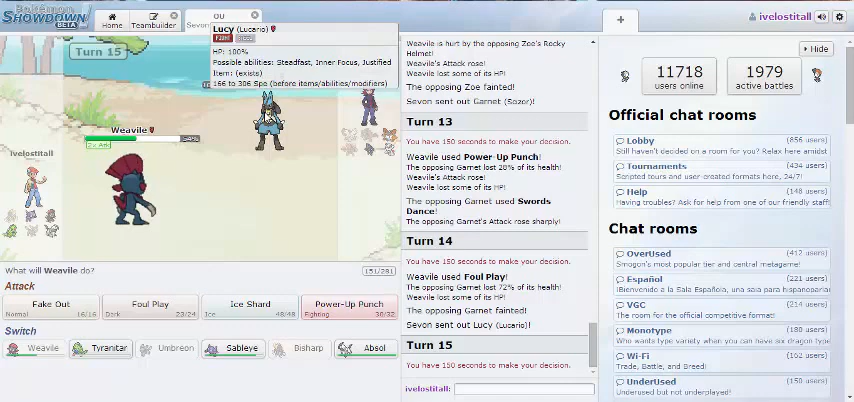 Pokémon
SHOWDOWN
BETA
Home
Teambuilder
OU
Sevon
ivelostitall
Turn 15
Lucy (Lucario)
FIGHT STEEL
HP: 100%
Possible abilities: Steadfast, Inner Focus, Justified
Item: (exists)
166 to 306 Spe (before items/abilities/modifiers)
Weavile
54%
2x Atk
ivelostitall
What will Weavile do?
151/281
Attack
Fake Out
Normal 16/16
Foul Play
Dark 23/24
Ice Shard
Ice 48/48
Power-Up Punch
Fighting 30/32
Switch
Weavile
Tyranitar
Umbreon
Sableye
Bisharp
Absol
Weavile is hurt by the opposing Zoe's Rocky
Helmet!
Weavile's Attack rose!
Weavile lost some of its HP!
The opposing Zoe fainted!
Sevon sent out Garnet (Scizor)!
Turn 13
You have 150 seconds to make your decision.
Weavile used Power-Up Punch!
The opposing Garnet lost 28% of its health!
Weavile's Attack rose!
Weavile lost some of its HP!
The opposing Garnet used Swords
Dance!
The opposing Garnet's Attack rose sharply!
Turn 14
You have 150 seconds to make your decision.
Weavile used Foul Play!
The opposing Garnet lost 72% of its health!
Weavile lost some of its HP!
The opposing Garnet fainted!
Sevon sent out Lucy (Lucario)!
Turn 15
You have 150 seconds to make your decision.
ivelostitall:
Hide
11718
users online
1979
active battles
Official chat rooms
Lobby (856 users)
Still haven't decided on a room for you? Relax here amidst
Tournaments (434 users)
Scripted tours and user-created formats here, 24/7!
Help (148 users)
Having troubles? Ask for help from one of our friendly staff!
Chat rooms
OverUsed (412 users)
Smogon's most popular tier and central metagame!
Español (221 users)
¡Bienvenido a la Sala Española, una sala para hispanoparlan
VGC (214 users)
The room for the official competitive format!
Monotype (180 users)
Who wants type variety when you can have six dragon type
Wi-Fi (162 users)
Trade, Battle, and Breed!
UnderUsed (150 users)
Underused but not underplayed!